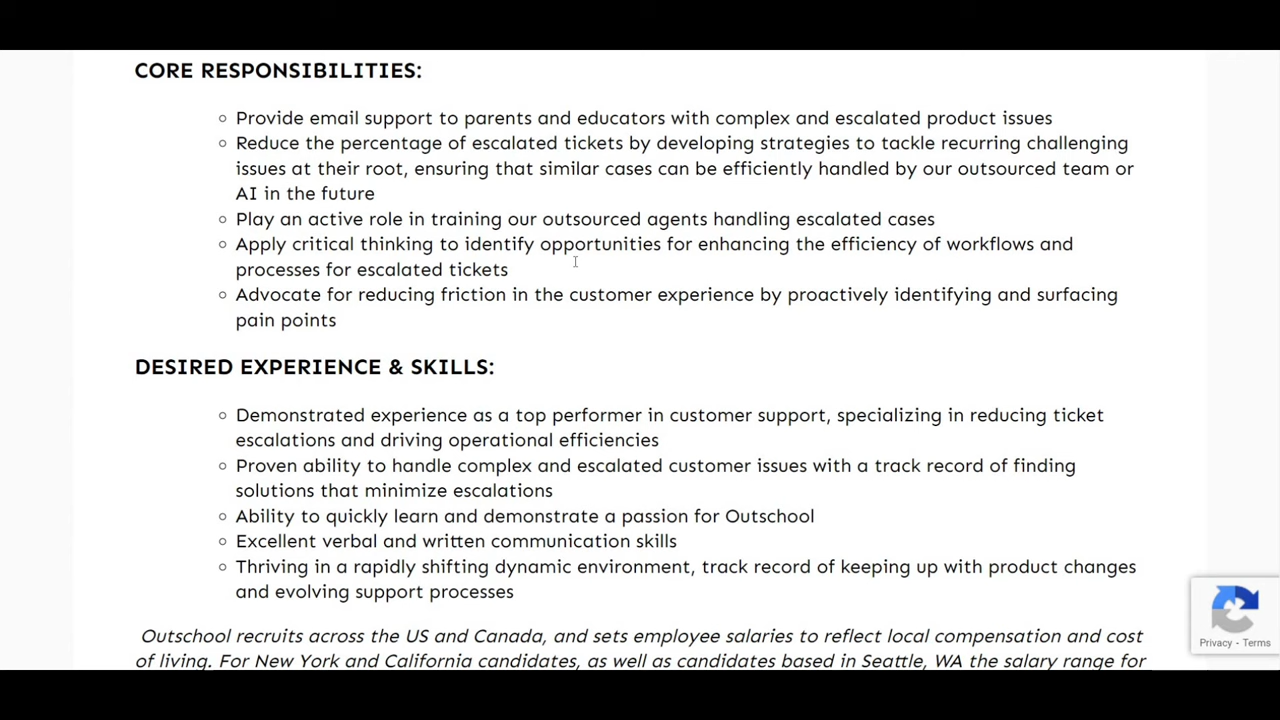 CORE RESPONSIBILITIES:
◦ Provide email support to parents and educators with complex and escalated product issues
◦ Reduce the percentage of escalated tickets by developing strategies to tackle recurring challenging
issues at their root, ensuring that similar cases can be efficiently handled by our outsourced team or
AI in the future
◦ Play an active role in training our outsourced agents handling escalated cases
◦ Apply critical thinking to identify opportunities for enhancing the efficiency of workflows and
processes for escalated tickets
◦ Advocate for reducing friction in the customer experience by proactively identifying and surfacing
pain points
DESIRED EXPERIENCE & SKILLS:
◦ Demonstrated experience as a top performer in customer support, specializing in reducing ticket
escalations and driving operational efficiencies
◦ Proven ability to handle complex and escalated customer issues with a track record of finding
solutions that minimize escalations
◦ Ability to quickly learn and demonstrate a passion for Outschool
◦ Excellent verbal and written communication skills
◦ Thriving in a rapidly shifting dynamic environment, track record of keeping up with product changes
and evolving support processes
Outschool recruits across the US and Canada, and sets employee salaries to reflect local compensation and cost
of living. For New York and California candidates, as well as candidates based in Seattle, WA the salary range for
Privacy - Terms